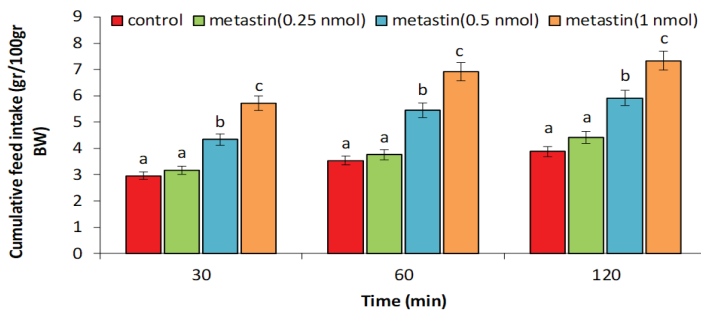 control metastin(0.25 nmol) metastin(0.5 nmol) metastin(1 nmol)
Cumulative feed intake (gr/100gr
BW)
9
8
7
6
5
4
3
2
1
0
a a b c
a a b c
a a b c
30 60 120
Time (min)